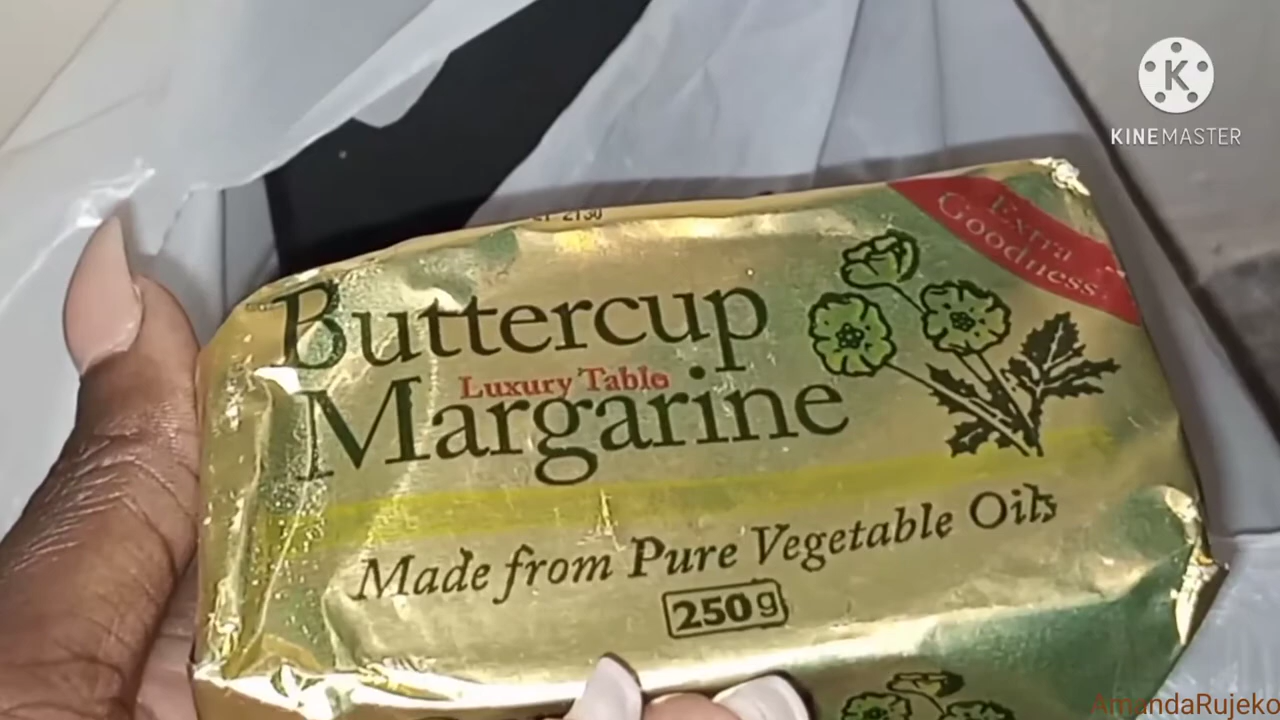 KINEMASTER
Extra
Goodness
Buttercup
Luxury Table
Margarine
Made from Pure Vegetable Oils
250g
AmandaRujeko